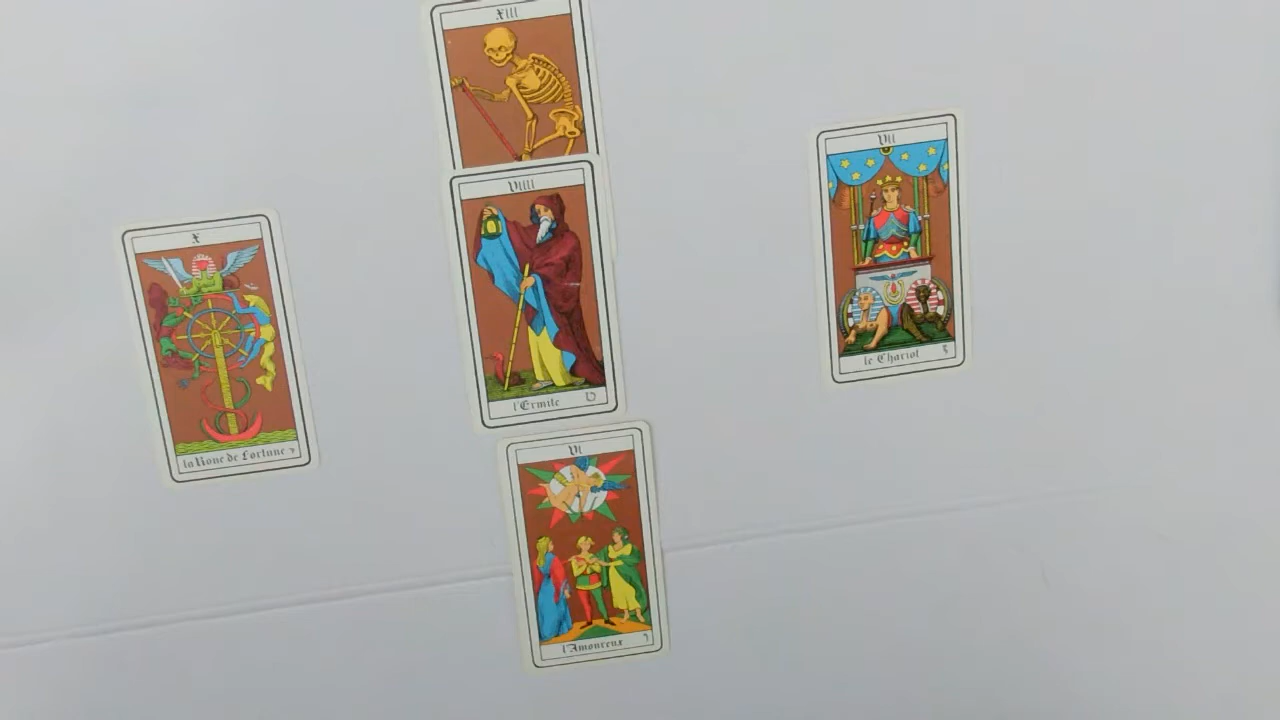 XIII
VIIII
l'Ermite
VII
le Chariot
X
la Roue de Fortune
VI
l'Amoureux